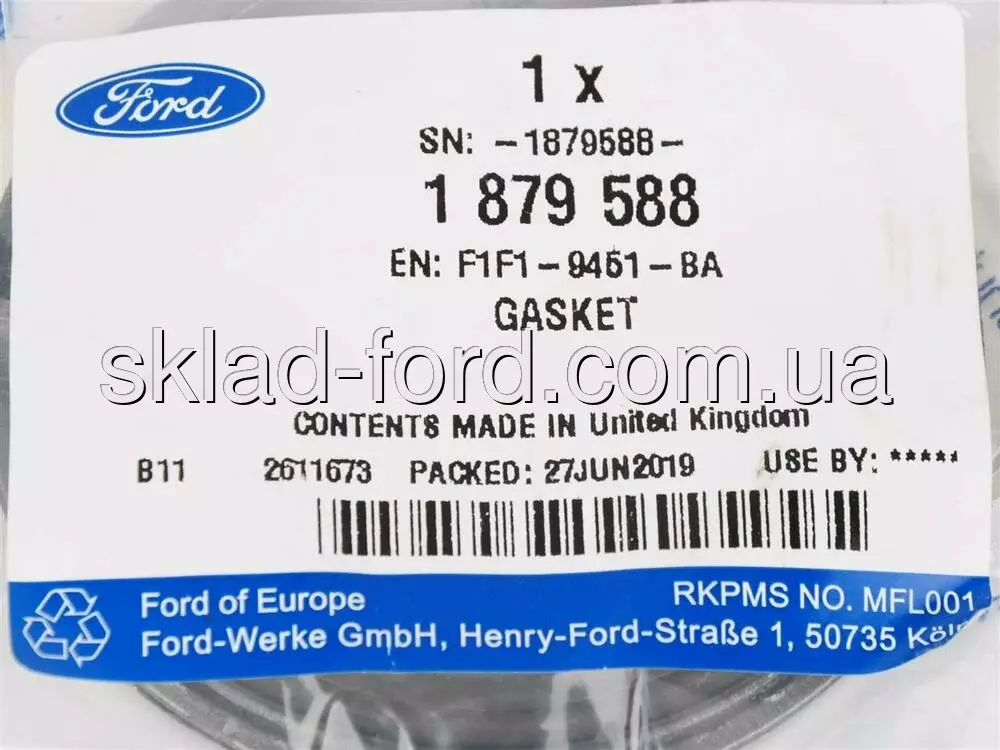 Ford
1 x
SN: -1879588-
1 879 588
EN: F1F1-9451-BA
GASKET
sklad-ford.com.ua
CONTENTS MADE IN United Kingdom
B11 2611673 PACKED: 27JUN2019 USE BY: *****
Ford of Europe
RKPMS NO. MFL001
Ford-Werke GmbH, Henry-Ford-Straße 1, 50735 Köln